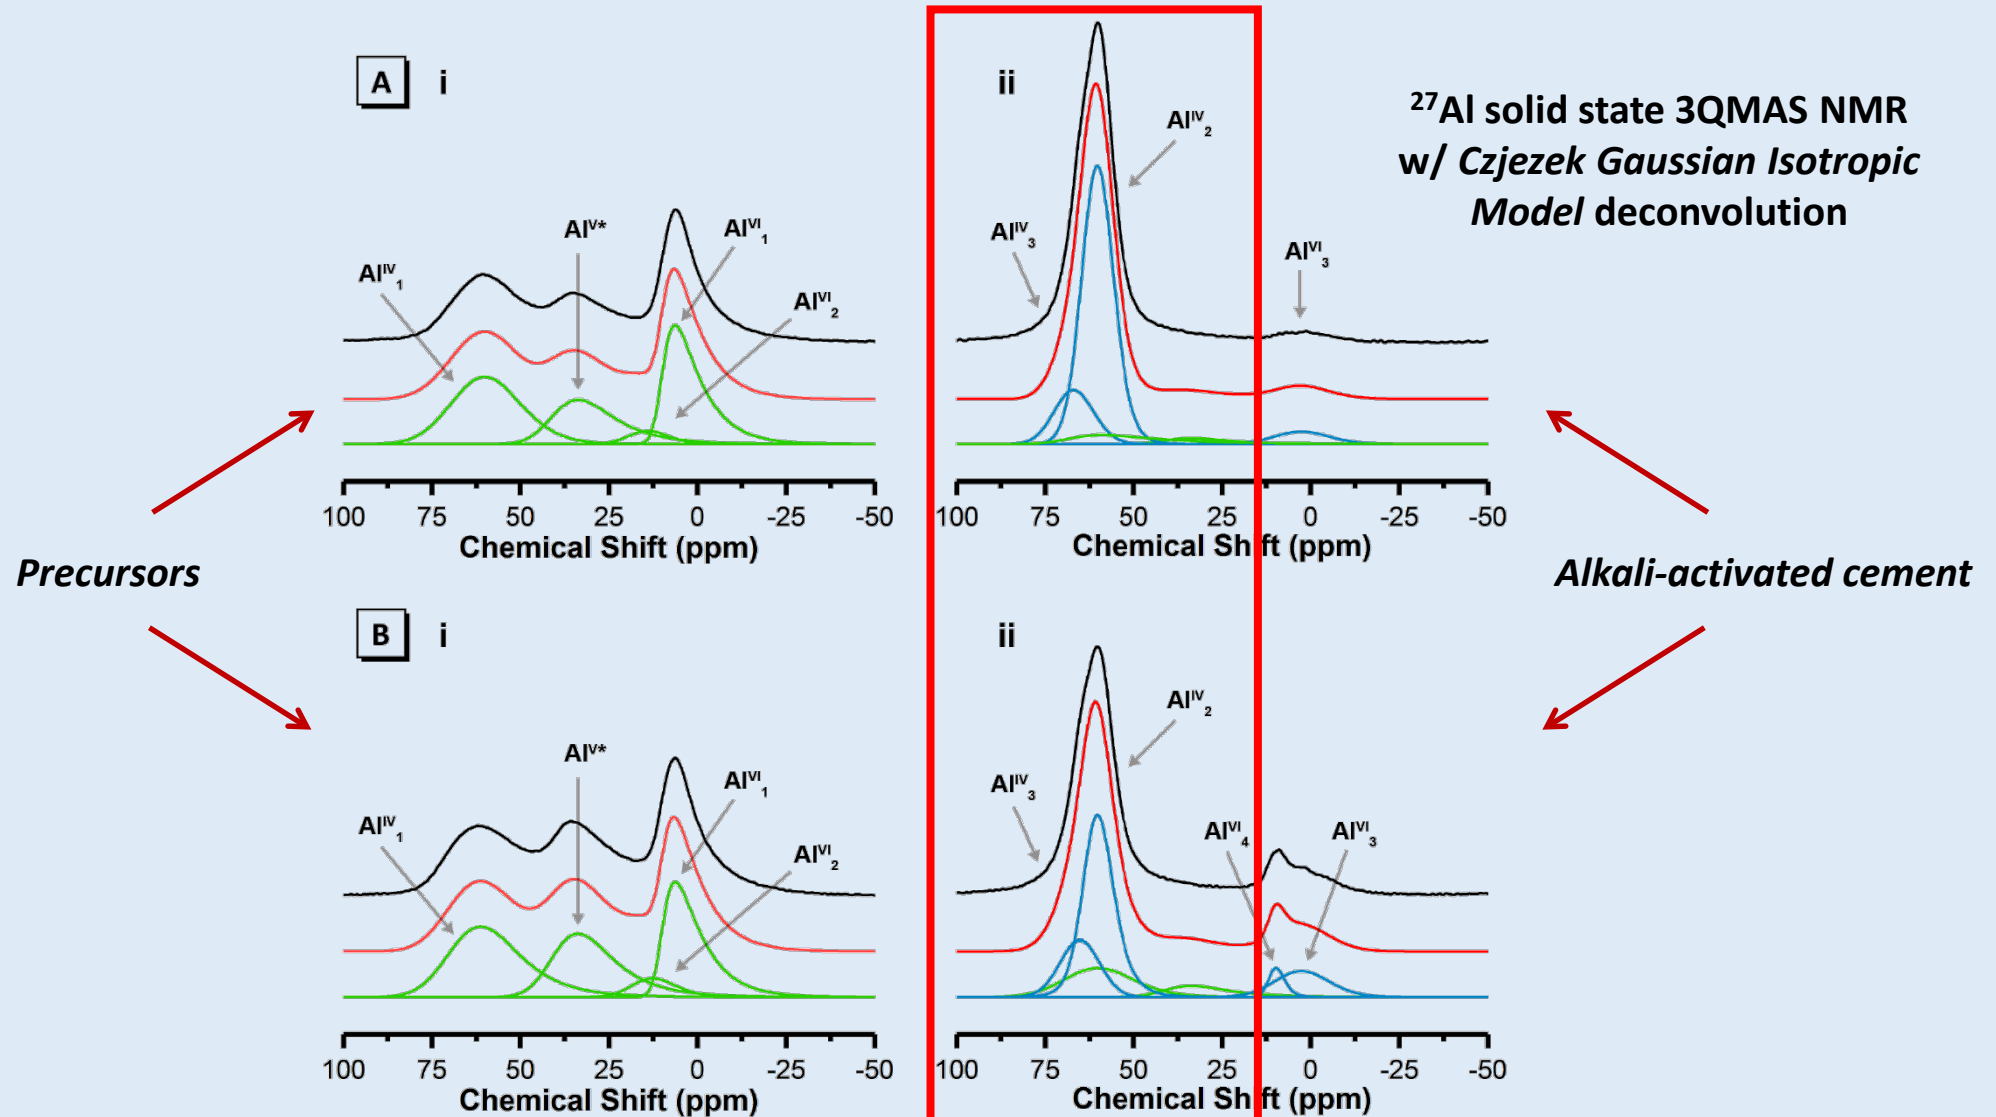 A i
ii
²⁷Al solid state 3QMAS NMR
w/ Czjezek Gaussian Isotropic
Model deconvolution
Al^IV_1
Al^V*
Al^VI_1
Al^VI_2
Al^IV_3
Al^IV_2
Al^VI_3
100 75 50 25 0 -25 -50
Chemical Shift (ppm)
100 75 50 25 0 -25 -50
Chemical Shift (ppm)
Precursors
Alkali-activated cement
B i
ii
Al^IV_1
Al^V*
Al^VI_1
Al^VI_2
Al^IV_3
Al^IV_2
Al^VI_4
Al^VI_3
100 75 50 25 0 -25 -50
Chemical Shift (ppm)
100 75 50 25 0 -25 -50
Chemical Shift (ppm)